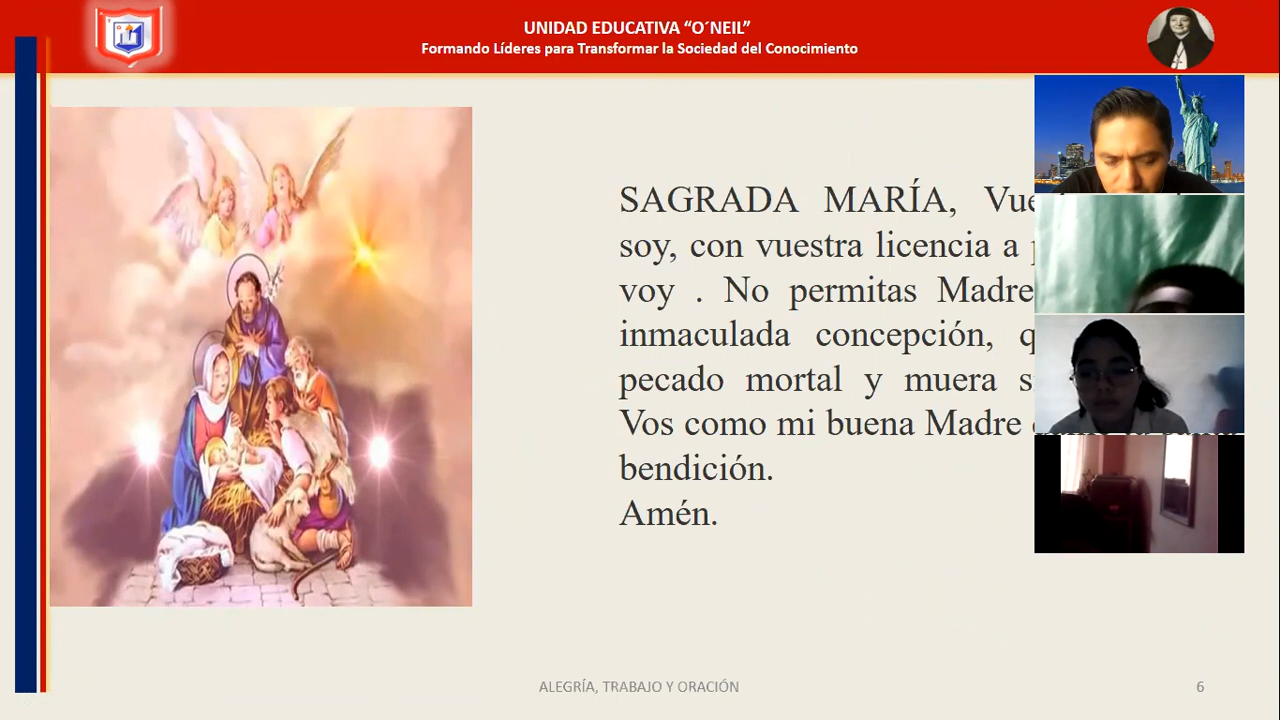 UNIDAD EDUCATIVA “O´NEIL”
Formando Líderes para Transformar la Sociedad del Conocimiento
SAGRADA MARÍA,
soy, con vuestra licencia a
voy . No permitas Madre
inmaculada concepción,
pecado mortal y muera
Vos como mi buena Madre
bendición.
Amén.
ALEGRÍA, TRABAJO Y ORACIÓN
6